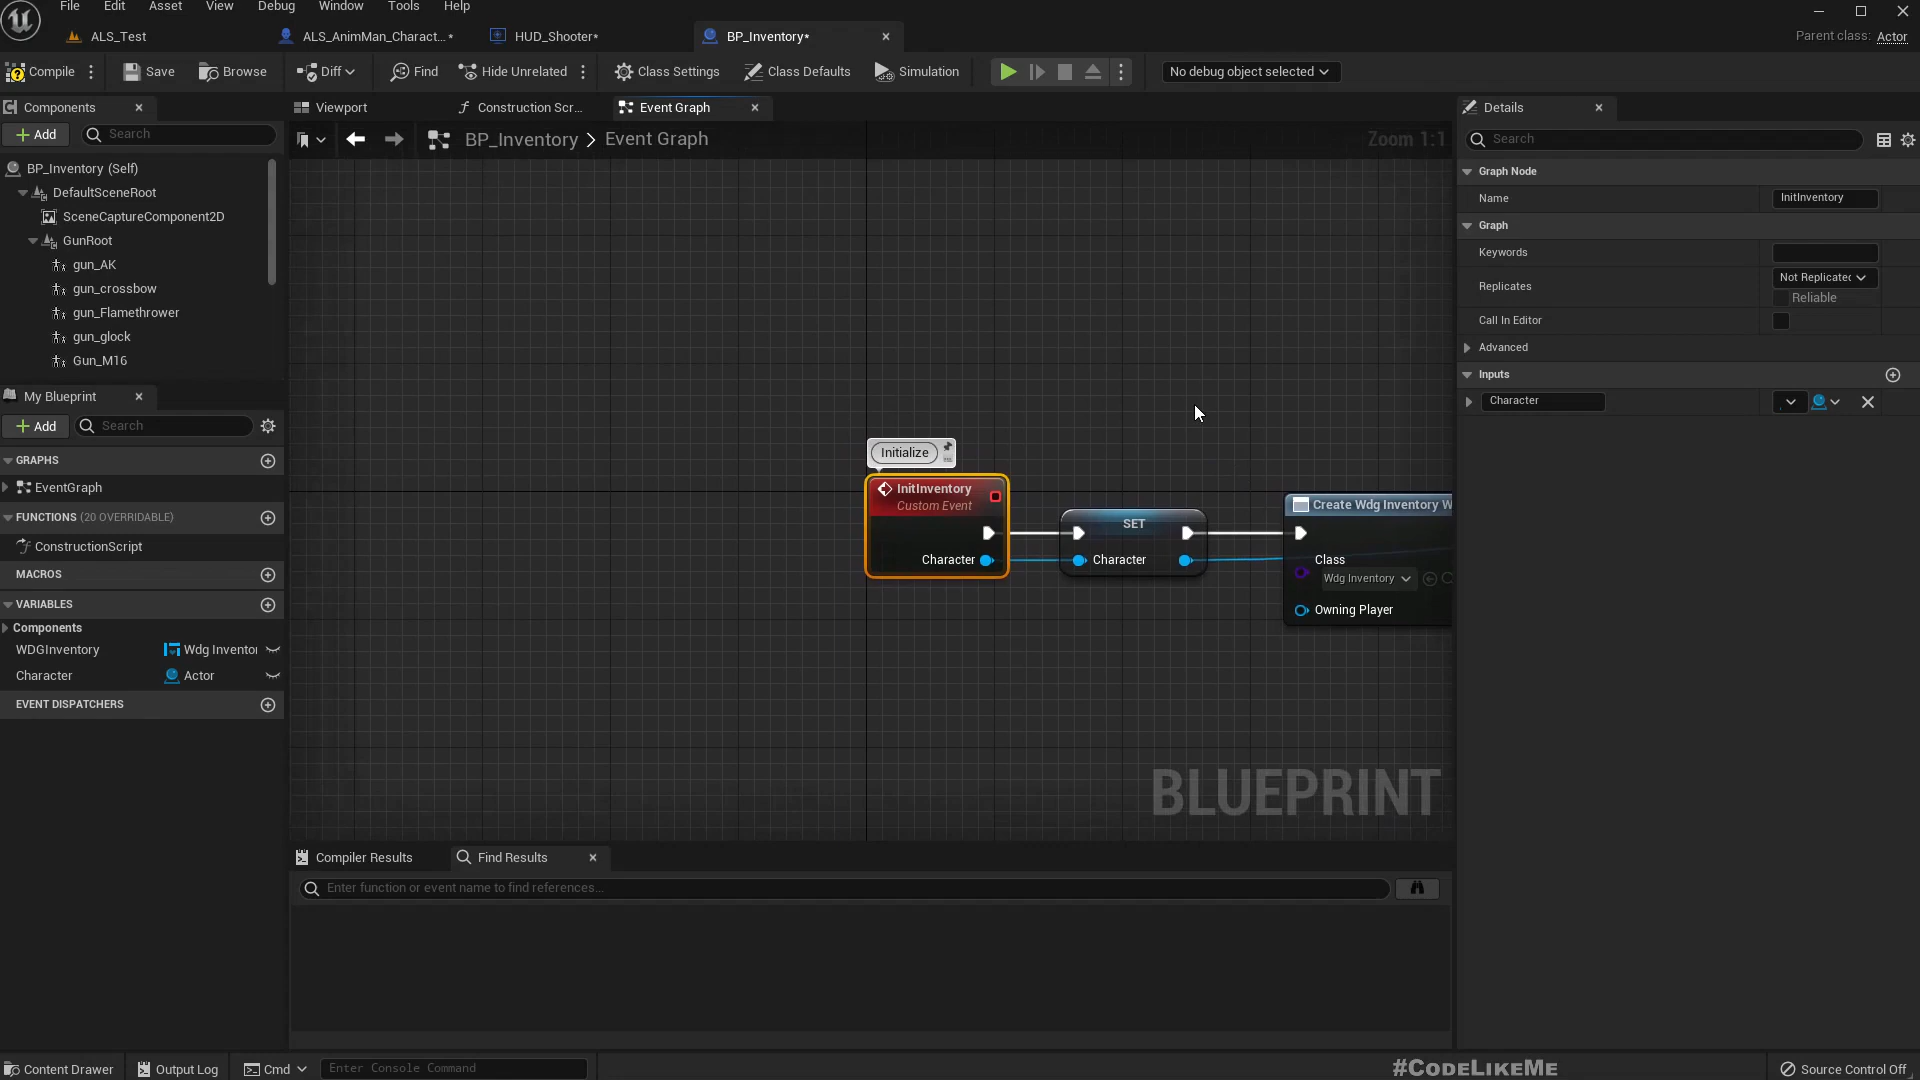 File Edit Asset View Debug Window Tools Help
ALS_Test
ALS_AnimMan_Charact...*
HUD_Shooter*
BP_Inventory*
Parent class: Actor
Compile
Save
Browse
Diff
Find
Hide Unrelated
Class Settings
Class Defaults
Simulation
No debug object selected
Components
Add
Search
BP_Inventory (Self)
DefaultSceneRoot
SceneCaptureComponent2D
GunRoot
gun_AK
gun_crossbow
gun_Flamethrower
gun_glock
Gun_M16
My Blueprint
Add
Search
GRAPHS
EventGraph
FUNCTIONS (20 OVERRIDABLE)
ConstructionScript
MACROS
VARIABLES
Components
WDGInventory Wdg Invento
Character Actor
EVENT DISPATCHERS
Viewport
Construction Scr...
Event Graph
BP_Inventory > Event Graph
Zoom 1:1
Initialize
InitInventory
Custom Event
Character
SET
Character
Create Wdg Inventory W
Class
Wdg Inventory
Owning Player
BLUEPRINT
Compiler Results
Find Results
Enter function or event name to find references...
Details
Search
Graph Node
Name InitInventory
Graph
Keywords
Replicates Not Replicatec
Reliable
Call In Editor
Advanced
Inputs
Character
Content Drawer
Output Log
Cmd
Enter Console Command
#CodeLikeMe
Source Control Off